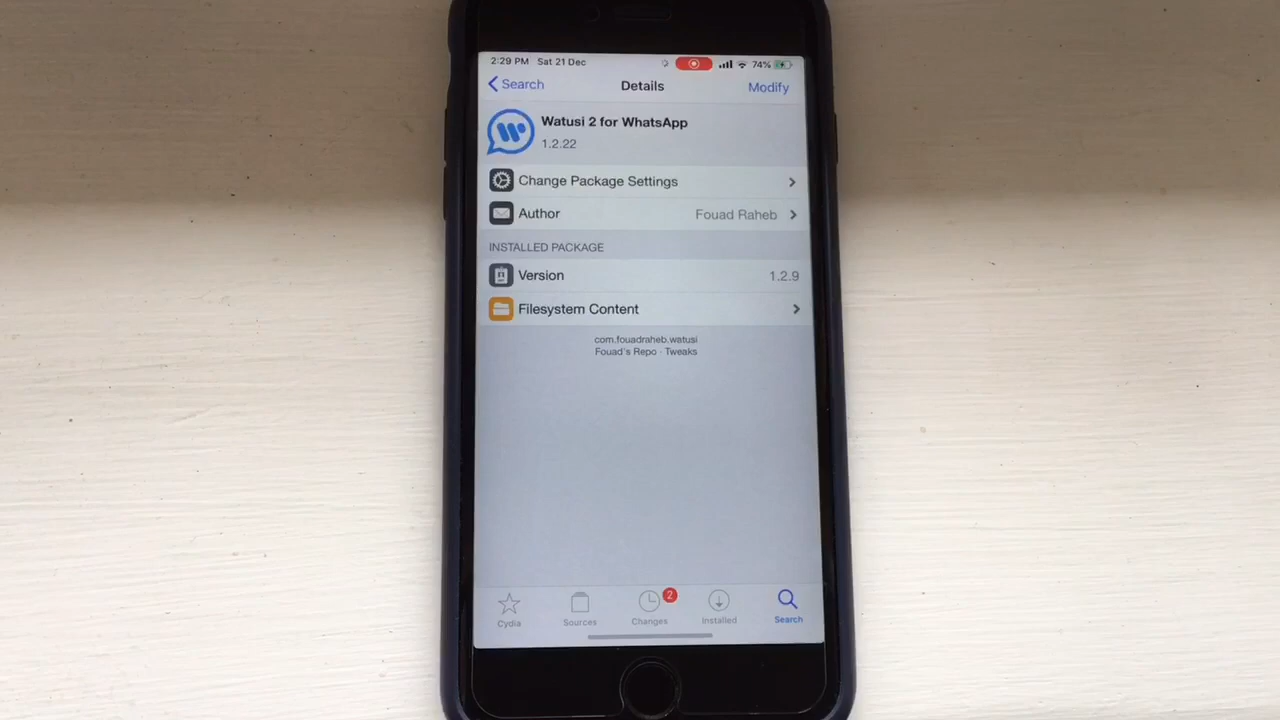 2:29 PM Sat 21 Dec 74%
Search Details Modify
Watusi 2 for WhatsApp
1.2.22
Change Package Settings
Author Fouad Raheb
INSTALLED PACKAGE
Version 1.2.9
Filesystem Content
com.fouadraheb.watusi
Fouad's Repo · Tweaks
2
Cydia Sources Changes Installed Search